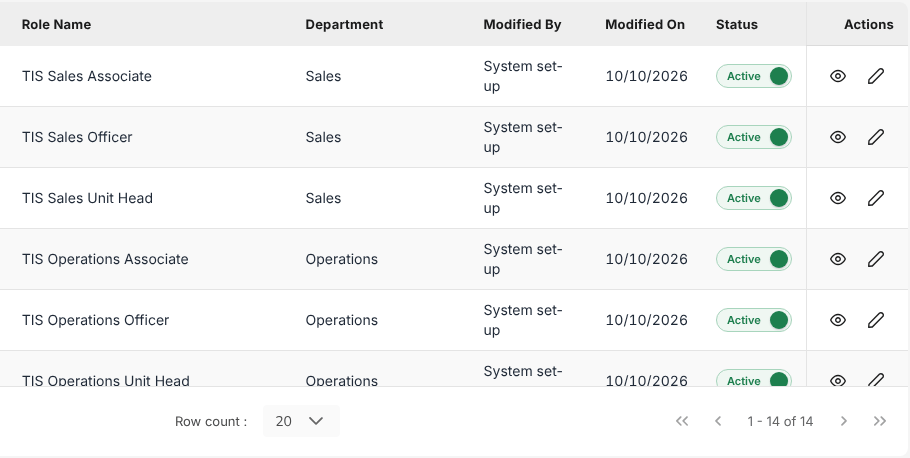 Role Name Department Modified By Modified On Status Actions
TIS Sales Associate Sales System set-up 10/10/2026 Active
TIS Sales Officer Sales System set-up 10/10/2026 Active
TIS Sales Unit Head Sales System set-up 10/10/2026 Active
TIS Operations Associate Operations System set-up 10/10/2026 Active
TIS Operations Officer Operations System set-up 10/10/2026 Active
TIS Operations Unit Head Operations System set- 10/10/2026 Active
Row count : 20 1 - 14 of 14